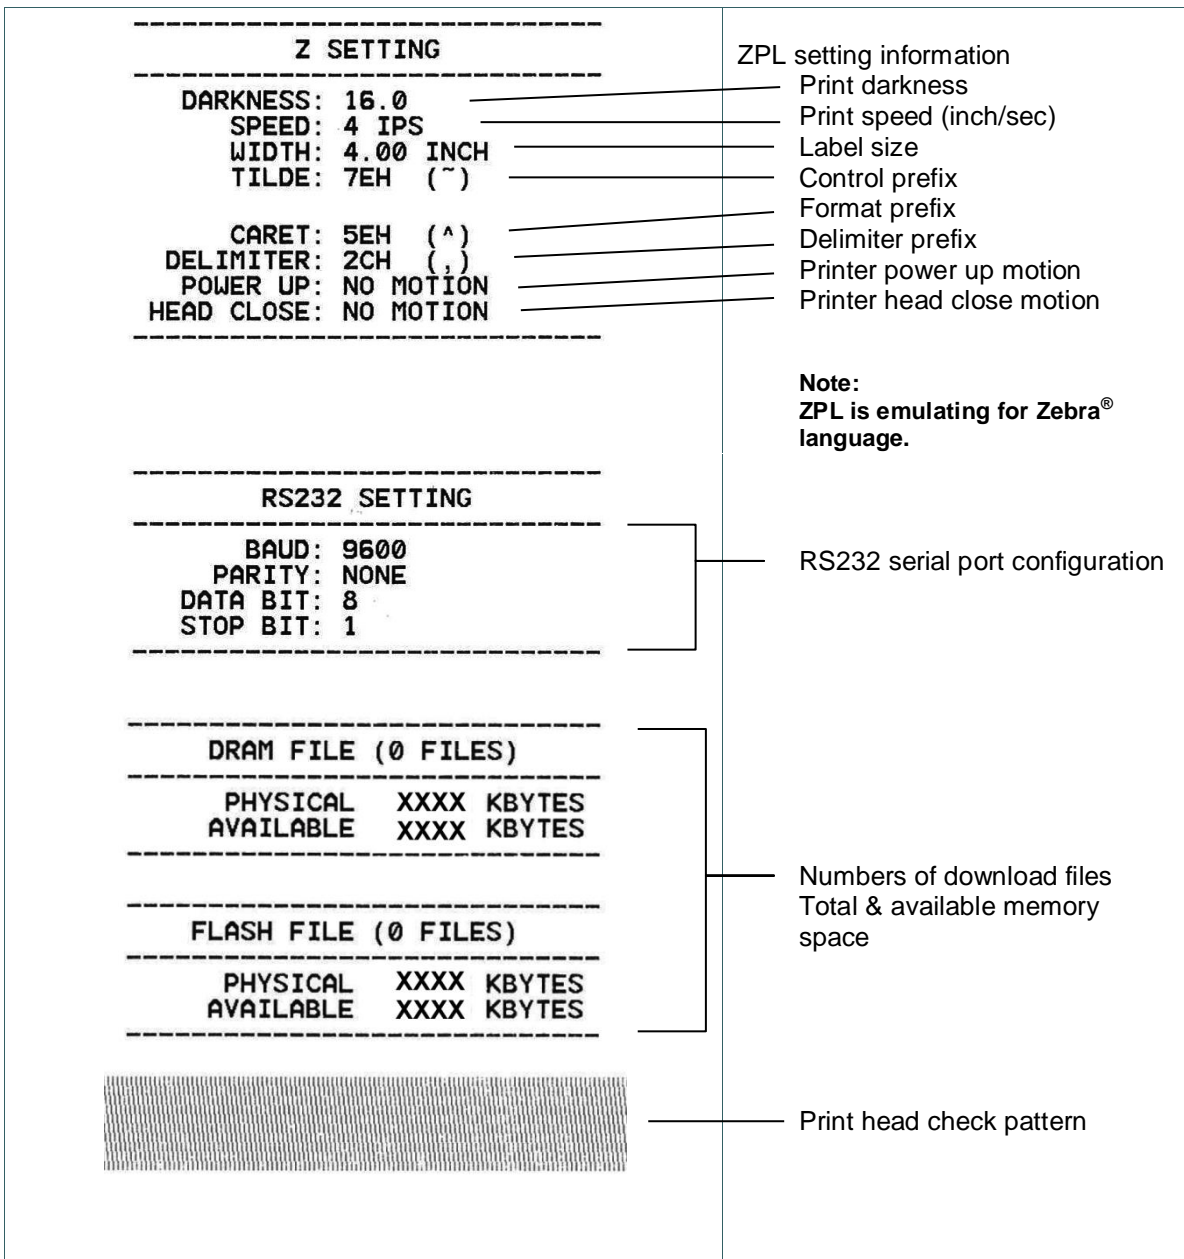 Z SETTING
DARKNESS: 16.0
SPEED: 4 IPS
WIDTH: 4.00 INCH
TILDE: 7EH (~)
CARET: 5EH (^)
DELIMITER: 2CH (,)
POWER UP: NO MOTION
HEAD CLOSE: NO MOTION
ZPL setting information
Print darkness
Print speed (inch/sec)
Label size
Control prefix
Format prefix
Delimiter prefix
Printer power up motion
Printer head close motion
Note:
ZPL is emulating for Zebra®
language.
RS232 SETTING
BAUD: 9600
PARITY: NONE
DATA BIT: 8
STOP BIT: 1
RS232 serial port configuration
DRAM FILE (0 FILES)
PHYSICAL XXXX KBYTES
AVAILABLE XXXX KBYTES
FLASH FILE (0 FILES)
PHYSICAL XXXX KBYTES
AVAILABLE XXXX KBYTES
Numbers of download files
Total & available memory
space
Print head check pattern